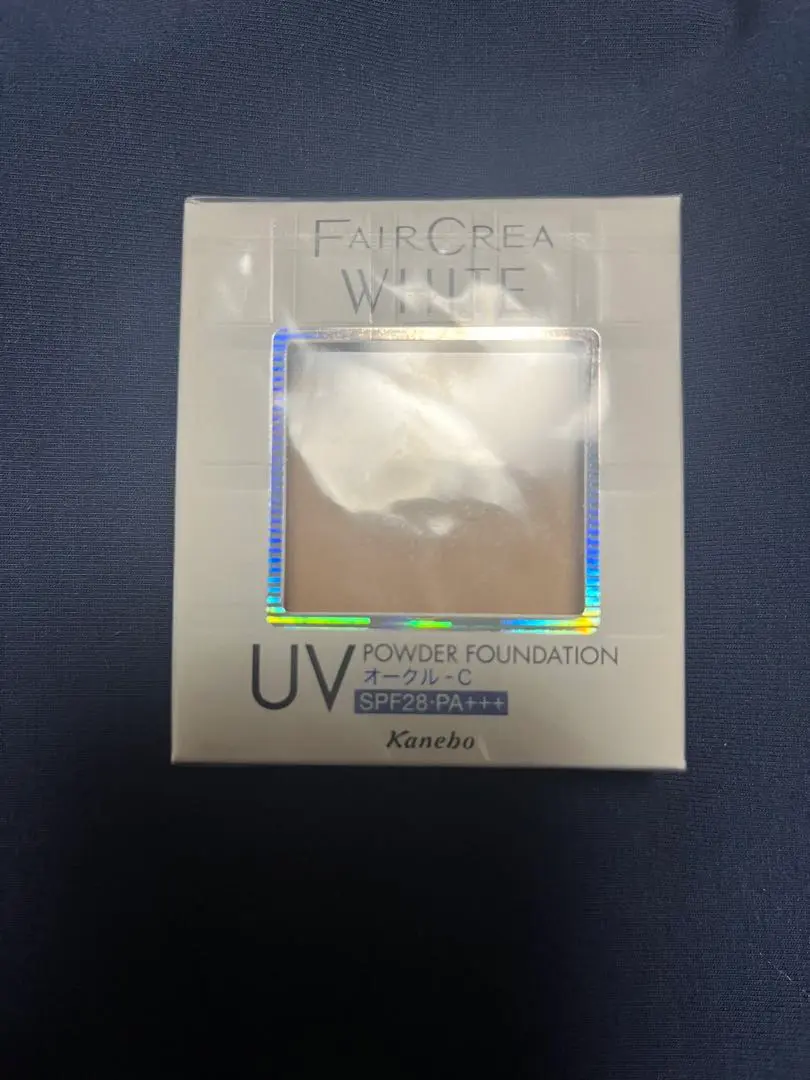 FAIRCREA
WHITE
UV POWDER FOUNDATION
オークル-C
SPF28·PA+++
Kanebo